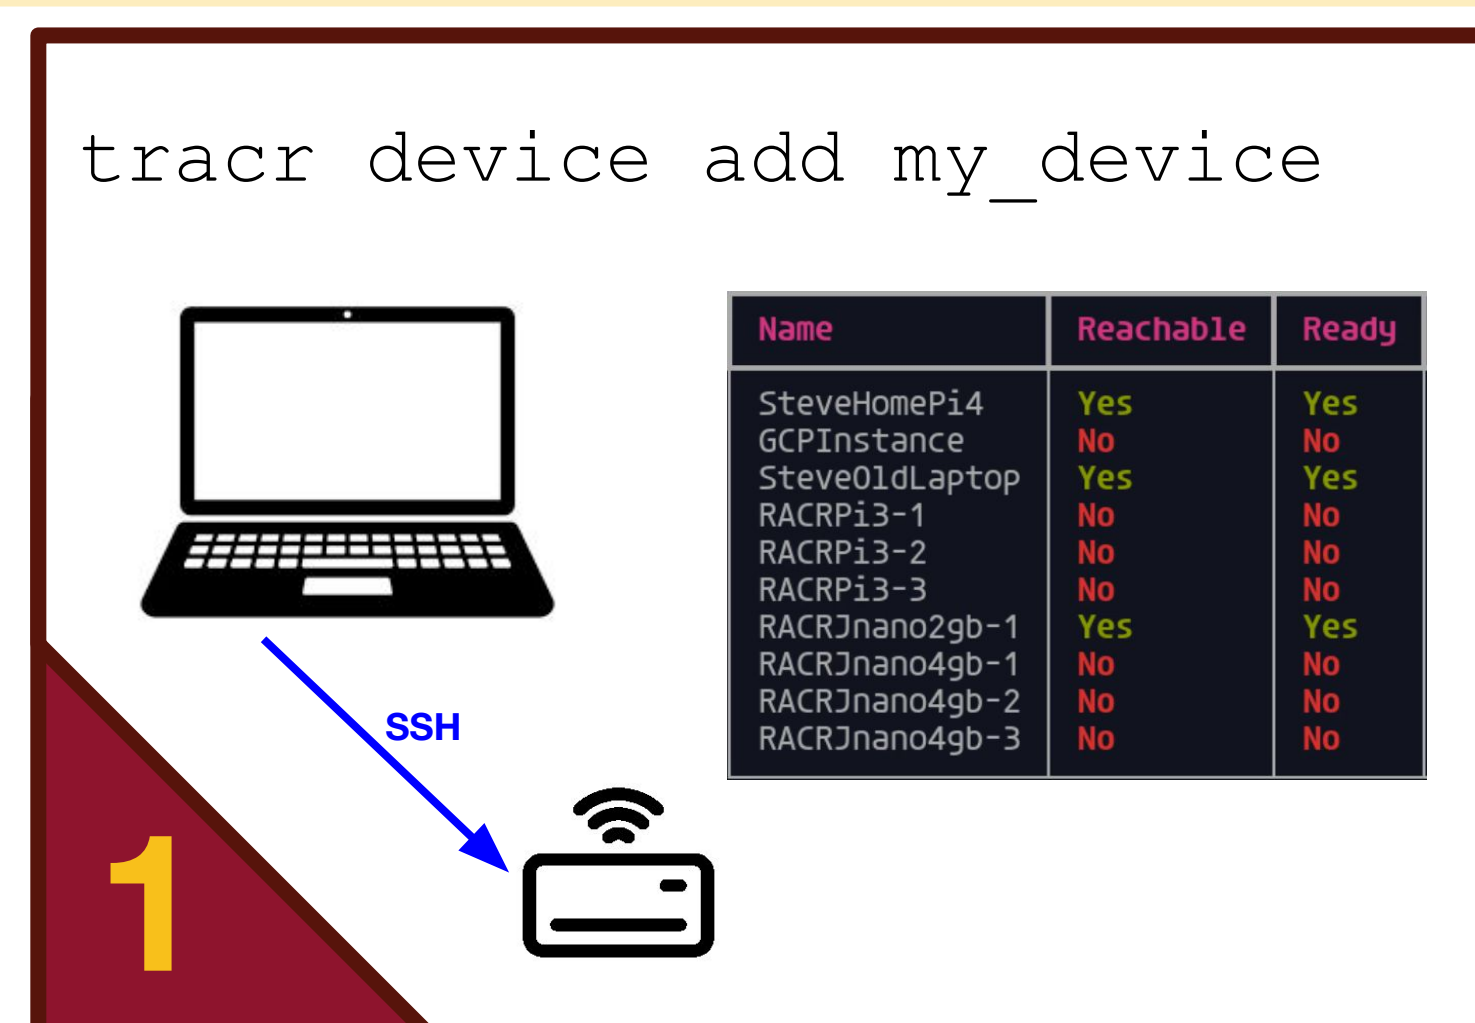 tracr device add my_device
Name Reachable Ready
SteveHomePi4 Yes Yes
GCPInstance No No
SteveOldLaptop Yes Yes
RACRPi3-1 No No
RACRPi3-2 No No
RACRPi3-3 No No
RACRJnano2gb-1 Yes Yes
RACRJnano4gb-1 No No
RACRJnano4gb-2 No No
RACRJnano4gb-3 No No
SSH
1